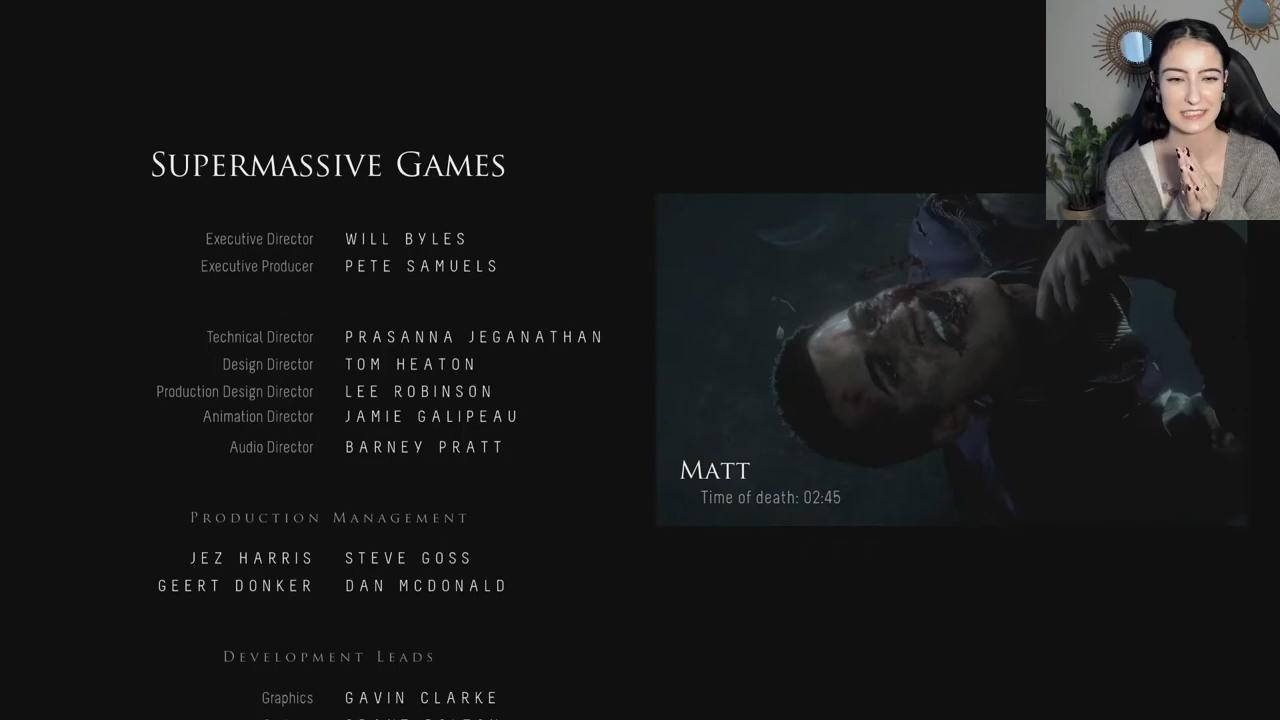 Supermassive Games
Executive Director WILL BYLES
Executive Producer PETE SAMUELS
Technical Director PRASANNA JEGANATHAN
Design Director TOM HEATON
Production Design Director LEE ROBINSON
Animation Director JAMIE GALIPEAU
Audio Director BARNEY PRATT
Production Management
JEZ HARRIS STEVE GOSS
GEERT DONKER DAN MCDONALD
Development Leads
Graphics GAVIN CLARKE
Matt
Time of death: 02:45